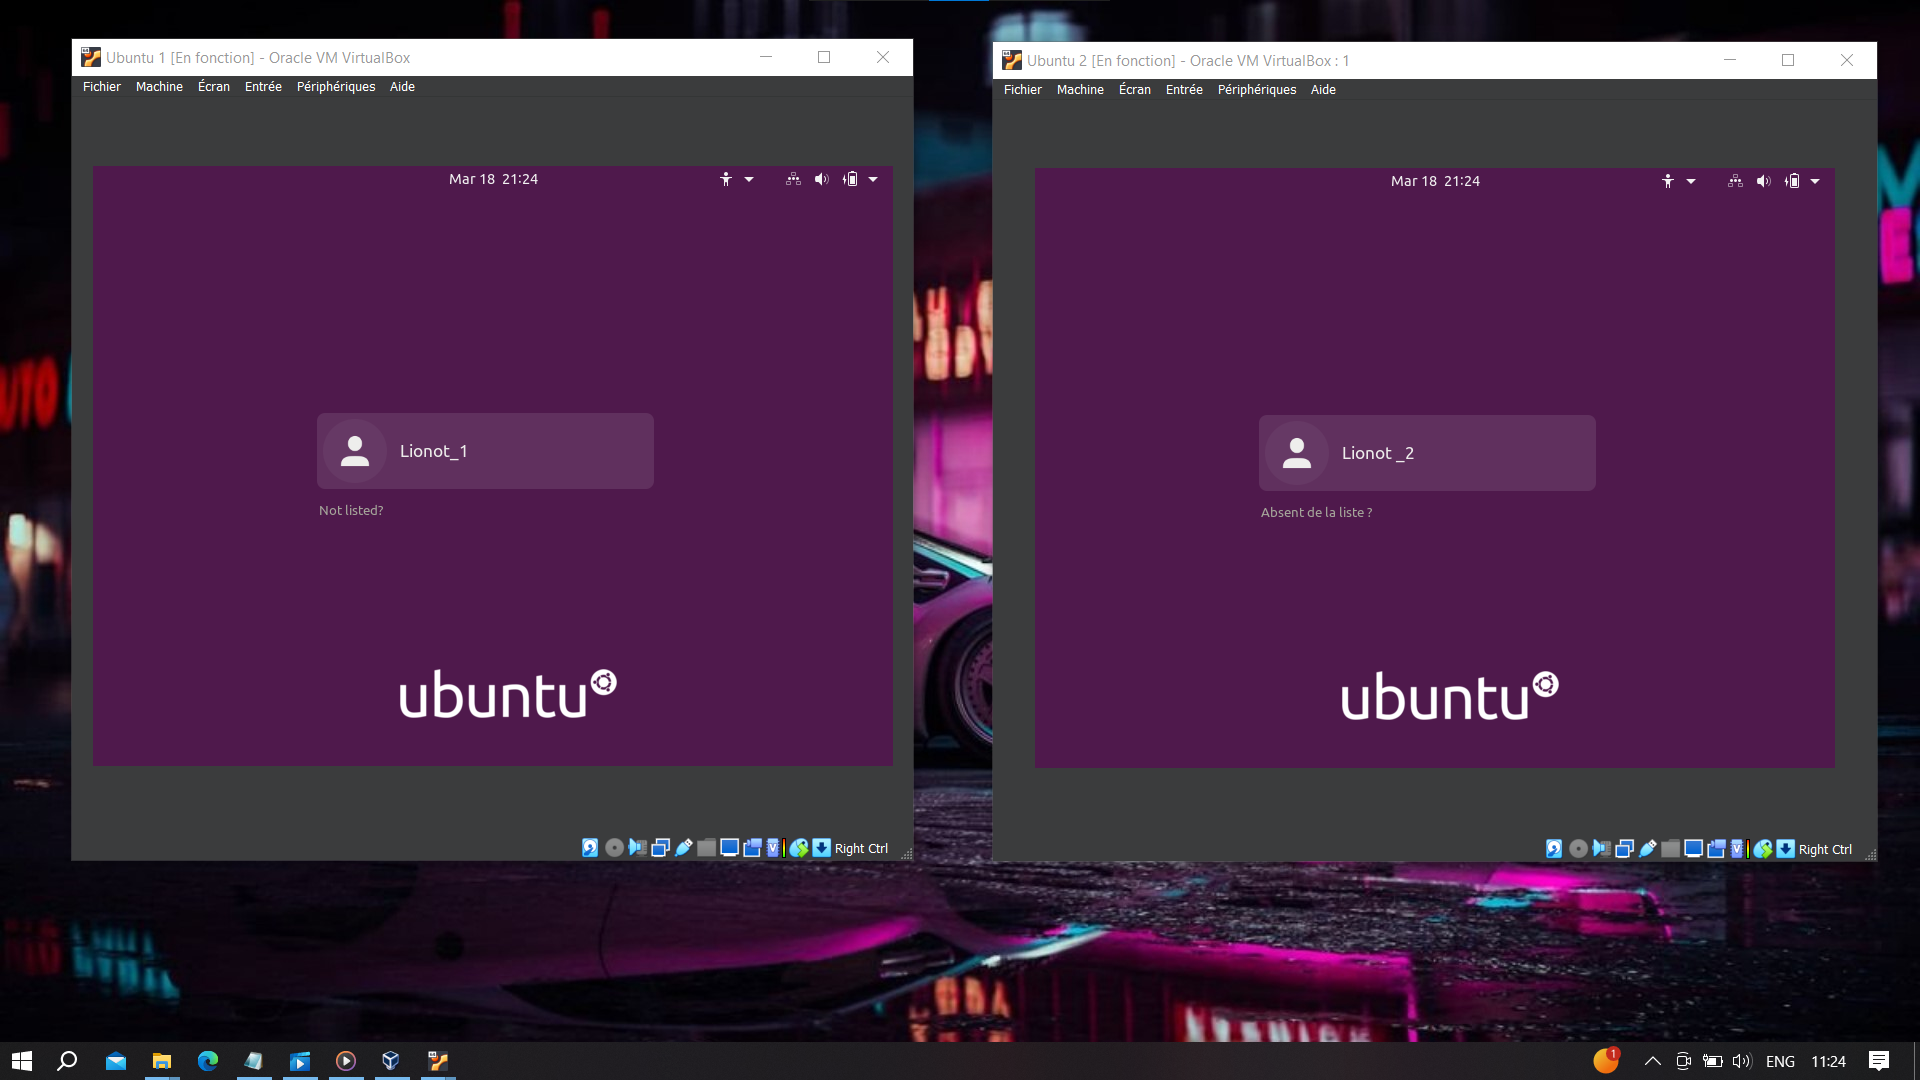 Ubuntu 1 [En fonction] - Oracle VM VirtualBox
Fichier Machine Écran Entrée Périphériques Aide
Mar 18 21:24
Lionot_1
Not listed?
ubuntu
Right Ctrl
Ubuntu 2 [En fonction] - Oracle VM VirtualBox : 1
Fichier Machine Écran Entrée Périphériques Aide
Mar 18 21:24
Lionot _2
Absent de la liste ?
ubuntu
Right Ctrl
UTO
1
ENG
11:24